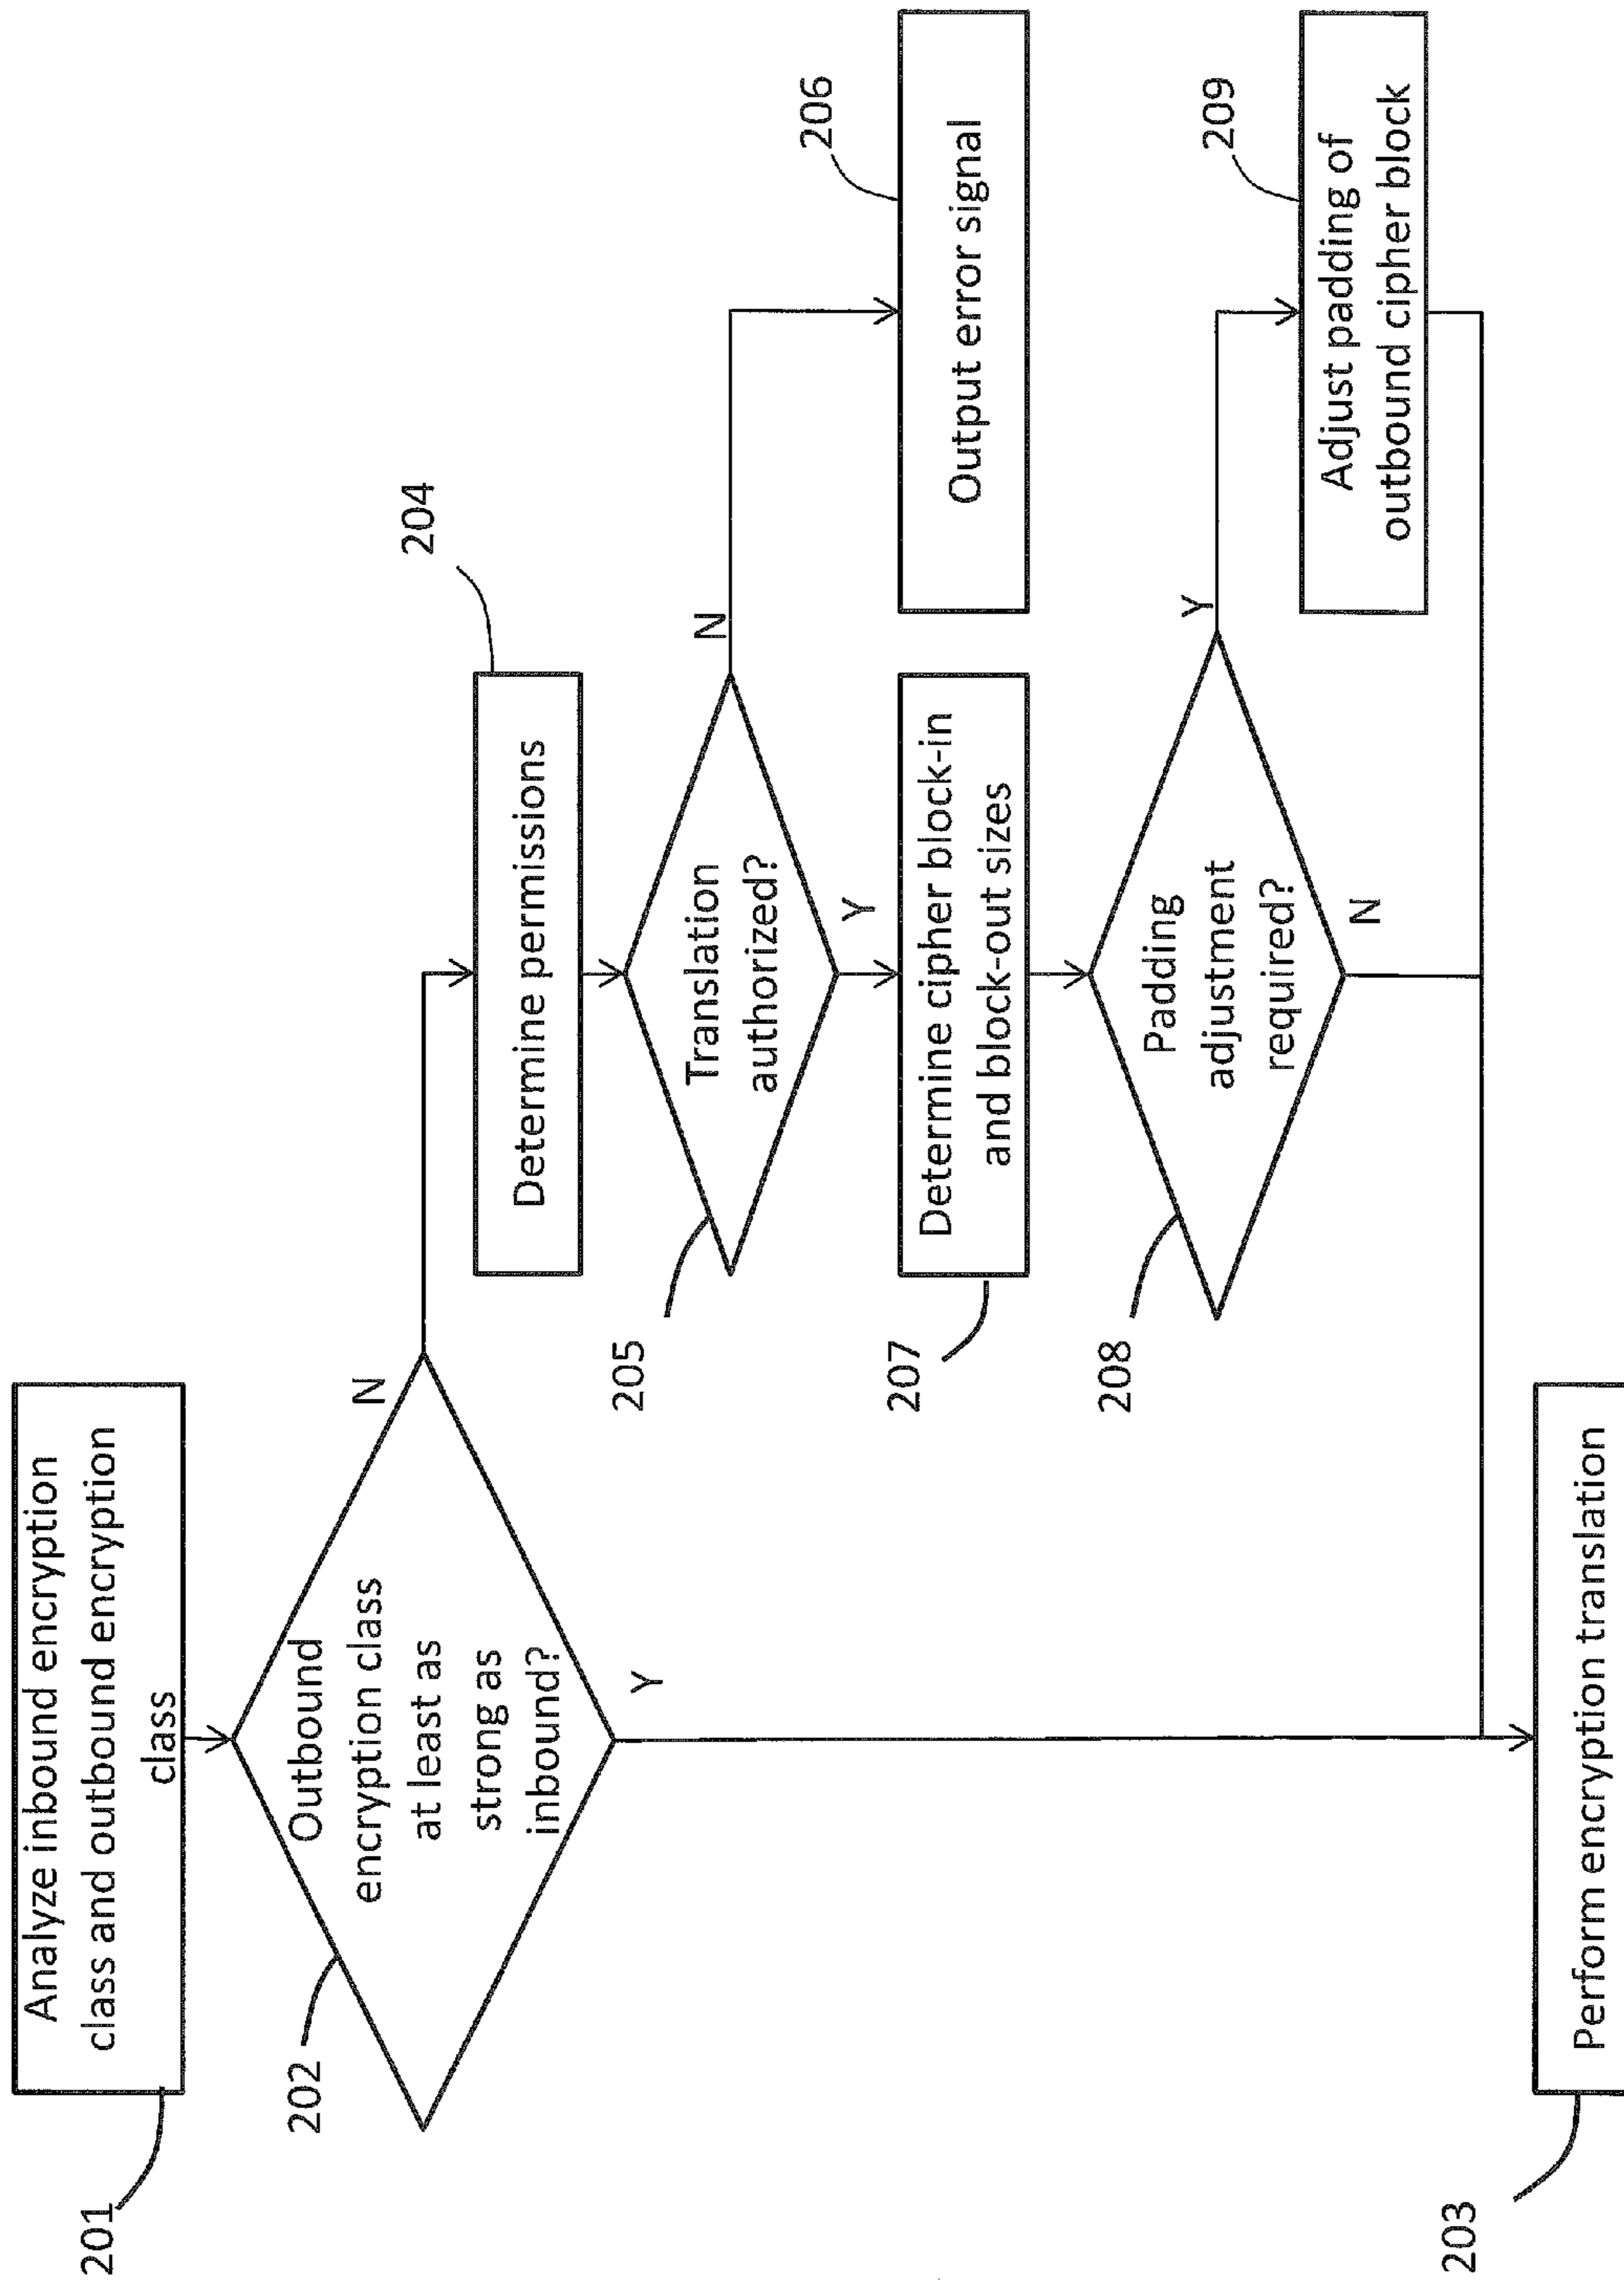 201
Analyze inbound encryption
class and outbound encryption
class
202
Outbound
encryption class
at least as
strong as
inbound?
N
Y
204
Determine permissions
205
Translation
authorized?
N
Y
206
Output error signal
207
Determine cipher block-in
and block-out sizes
208
Padding
adjustment
required?
Y
N
209
Adjust padding of
outbound cipher block
203
Perform encryption translation